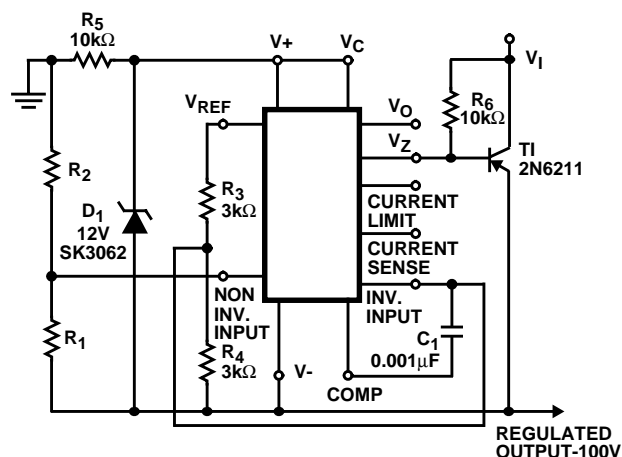 R5
10kΩ
V+
VC
VI
VREF
VO
R6
10kΩ
VZ
TI
2N6211
R2
R3
3kΩ
D1
12V
SK3062
CURRENT
LIMIT
CURRENT
SENSE
NON
INV.
INPUT
INV.
INPUT
R1
C1
0.001μF
R4
3kΩ
V-
COMP
REGULATED
OUTPUT-100V